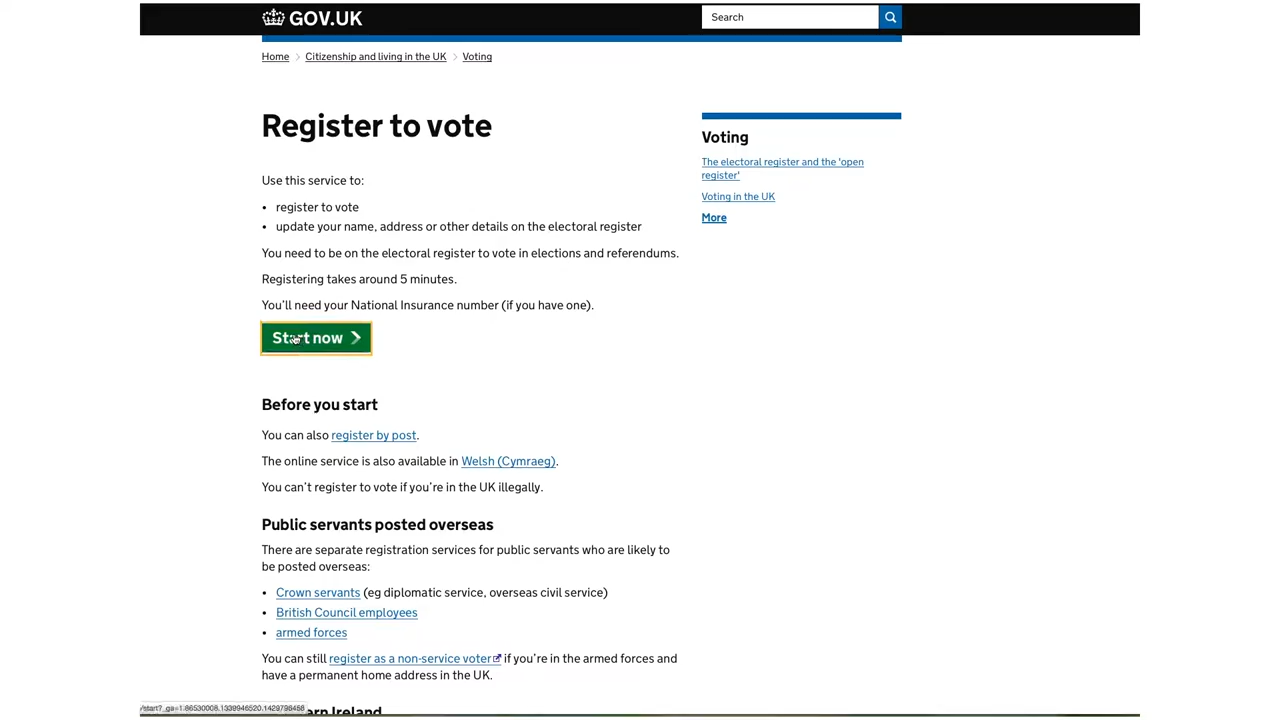 GOV.UK
Search
Home > Citizenship and living in the UK > Voting
Register to vote
Use this service to:
• register to vote
• update your name, address or other details on the electoral register
You need to be on the electoral register to vote in elections and referendums.
Registering takes around 5 minutes.
You'll need your National Insurance number (if you have one).
Start now
Before you start
You can also register by post.
The online service is also available in Welsh (Cymraeg).
You can't register to vote if you're in the UK illegally.
Public servants posted overseas
There are separate registration services for public servants who are likely to
be posted overseas:
• Crown servants (eg diplomatic service, overseas civil service)
• British Council employees
• armed forces
You can still register as a non-service voter if you're in the armed forces and
have a permanent home address in the UK.
Ireland
Voting
The electoral register and the 'open
register'
Voting in the UK
More